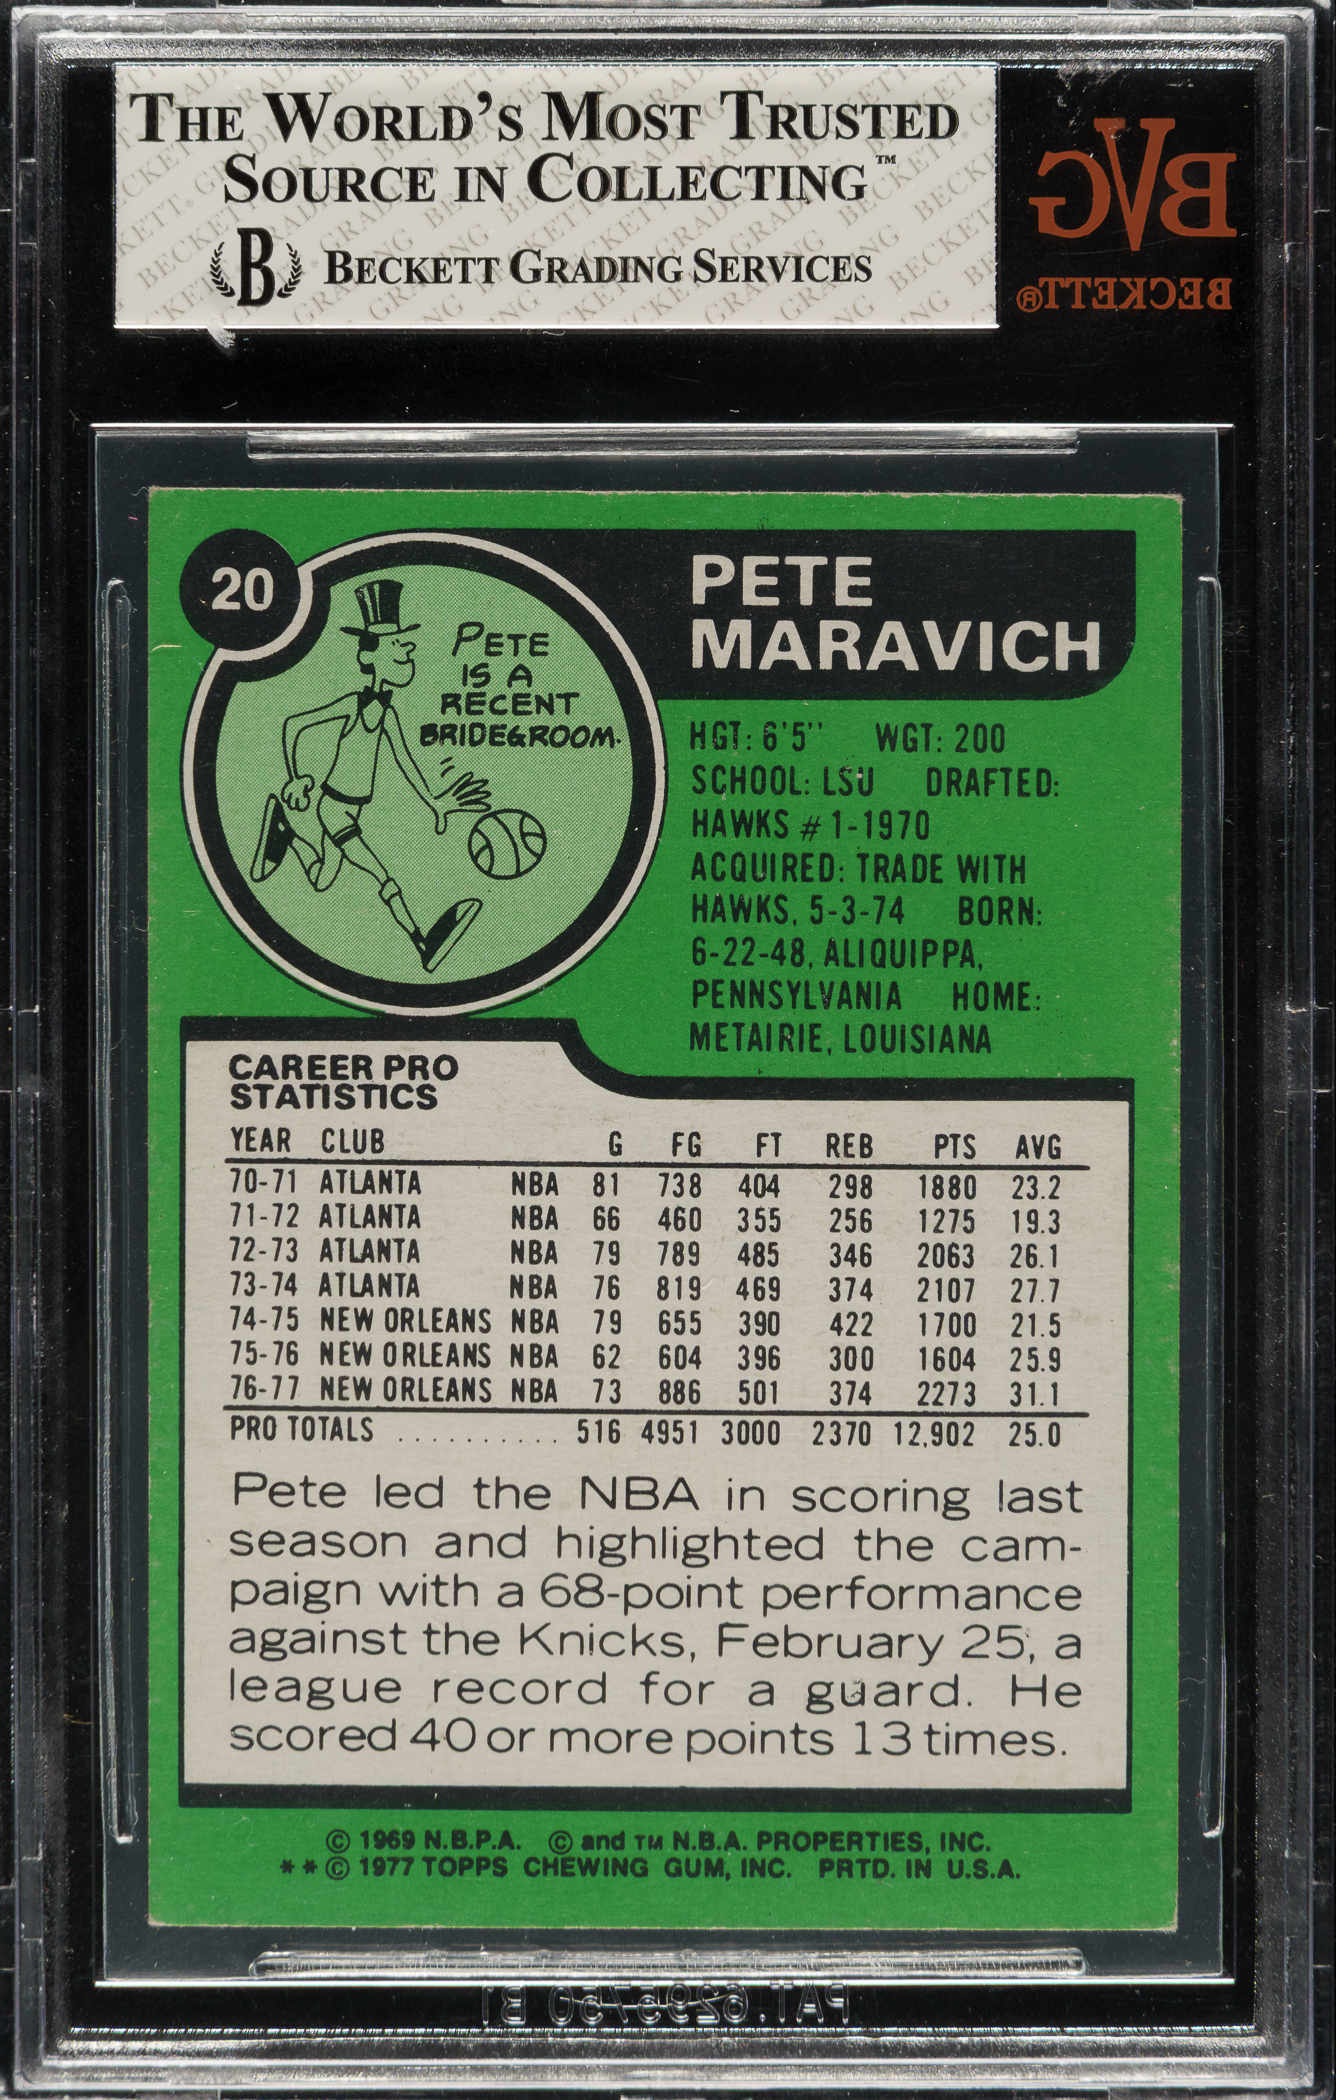 THE WORLD'S MOST TRUSTED
SOURCE IN COLLECTING™
B BECKETT GRADING SERVICES
BVG
BECKETT®
20
PETE
IS A
RECENT
BRIDEGROOM.
PETE
MARAVICH
HGT: 6'5" WGT: 200
SCHOOL: LSU DRAFTED:
HAWKS #1-1970
ACQUIRED: TRADE WITH
HAWKS, 5-3-74 BORN:
6-22-48, ALIQUIPPA,
PENNSYLVANIA HOME:
METAIRIE, LOUISIANA
CAREER PRO
STATISTICS
YEAR CLUB G FG FT REB PTS AVG
70-71 ATLANTA NBA 81 738 404 298 1880 23.2
71-72 ATLANTA NBA 66 460 355 256 1275 19.3
72-73 ATLANTA NBA 79 789 485 346 2063 26.1
73-74 ATLANTA NBA 76 819 469 374 2107 27.7
74-75 NEW ORLEANS NBA 79 655 390 422 1700 21.5
75-76 NEW ORLEANS NBA 62 604 396 300 1604 25.9
76-77 NEW ORLEANS NBA 73 886 501 374 2273 31.1
PRO TOTALS .......... 516 4951 3000 2370 12,902 25.0
Pete led the NBA in scoring last
season and highlighted the cam-
paign with a 68-point performance
against the Knicks, February 25, a
league record for a guard. He
scored 40 or more points 13 times.
© 1969 N.B.P.A. © and TM N.B.A. PROPERTIES, INC.
**© 1977 TOPPS CHEWING GUM, INC. PRTD. IN U.S.A.
PAT. 6295750 B1